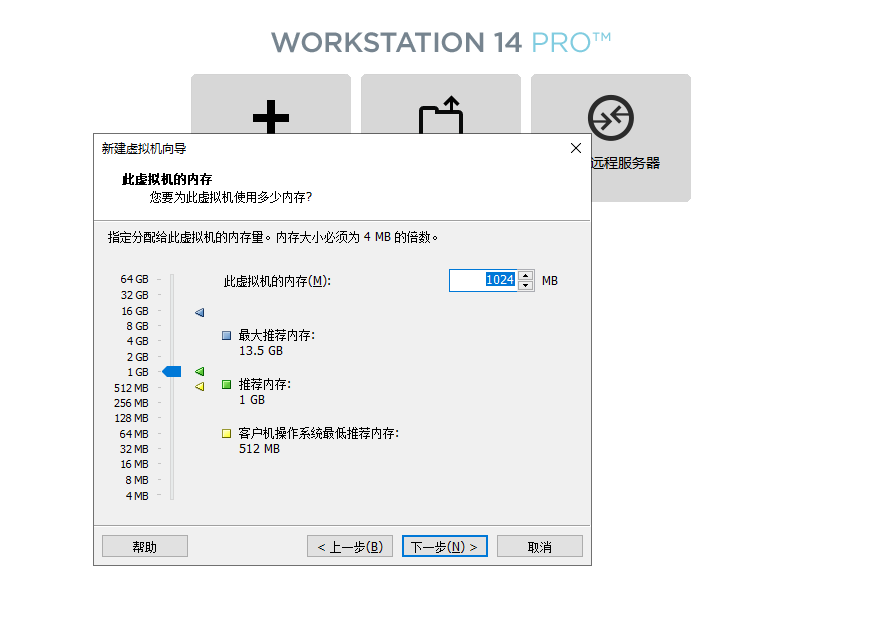 WORKSTATION 14 PRO™
远程服务器
新建虚拟机向导
此虚拟机的内存
您要为此虚拟机使用多少内存?
指定分配给此虚拟机的内存量。内存大小必须为 4 MB 的倍数。
64 GB
32 GB
16 GB
8 GB
4 GB
2 GB
1 GB
512 MB
256 MB
128 MB
64 MB
32 MB
16 MB
8 MB
4 MB
此虚拟机的内存(M):
1024 MB
最大推荐内存:
13.5 GB
推荐内存:
1 GB
客户机操作系统最低推荐内存:
512 MB
帮助
< 上一步(B)
下一步(N) >
取消